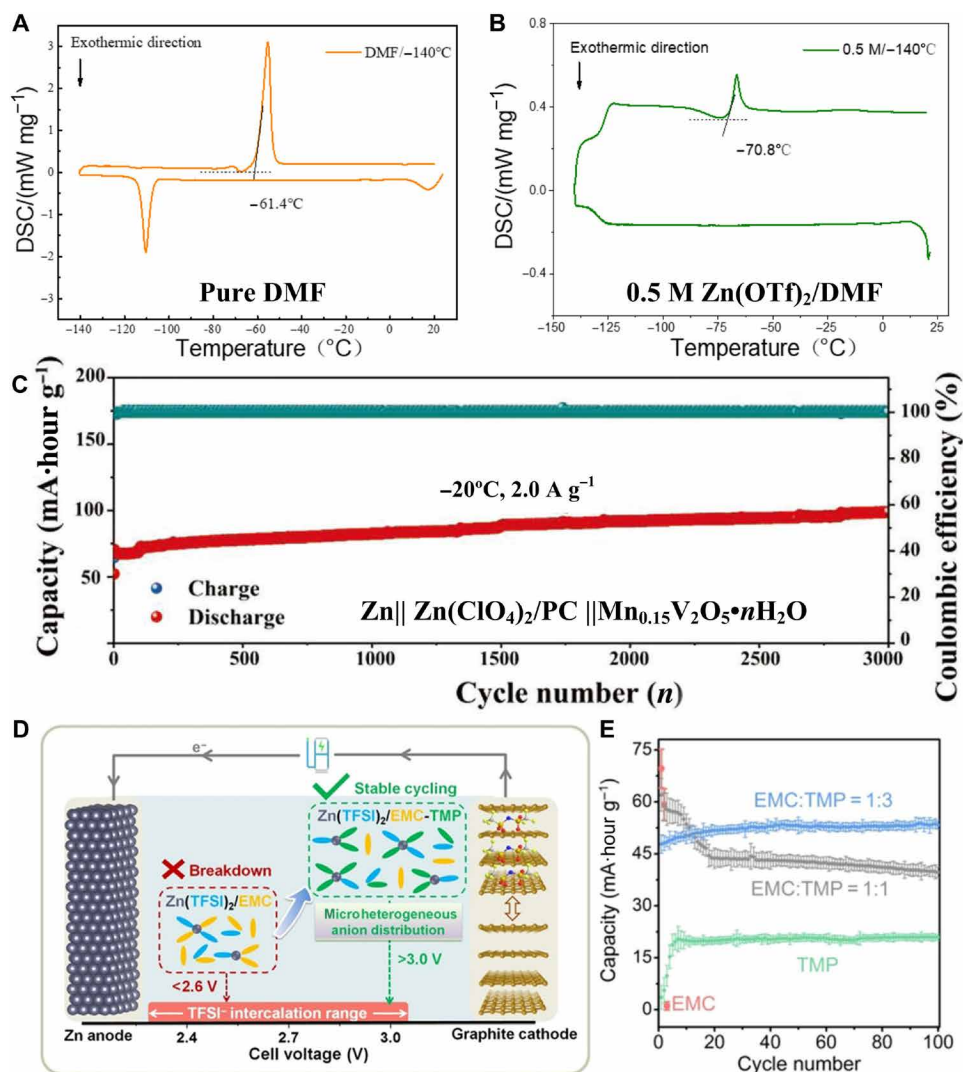 A
Exothermic direction
DMF/−140°C
DSC/(mW mg⁻¹)
3
2
1
0
−1
−2
−3
−61.4°C
Pure DMF
−140 −120 −100 −80 −60 −40 −20 0 20
Temperature (°C)
B
Exothermic direction
0.5 M/−140°C
DSC/(mW mg⁻¹)
0.8
0.4
0.0
−0.4
−70.8°C
0.5 M Zn(OTf)₂/DMF
−150 −125 −100 −75 −50 −25 0 25
Temperature (°C)
C
Capacity (mA·hour g⁻¹)
200
175
150
100
50
−20°C, 2.0 A g⁻¹
Charge
Discharge
Zn|| Zn(ClO₄)₂/PC ||Mn₀.₁₅V₂O₅•nH₂O
100
80
60
40
20
0
Coulombic efficiency (%)
0 500 1000 1500 2000 2500 3000
Cycle number (n)
D
e⁻
Stable cycling
Zn(TFSI)₂/EMC-TMP
Breakdown
Zn(TFSI)₂/EMC
Microheterogeneous
anion distribution
<2.6 V
>3.0 V
TFSI⁻ intercalation range
Zn anode
Graphite cathode
2.4 2.7 3.0
Cell voltage (V)
E
Capacity (mA·hour g⁻¹)
75
60
45
30
15
0
EMC:TMP = 1:3
EMC:TMP = 1:1
TMP
EMC
0 20 40 60 80 100
Cycle number